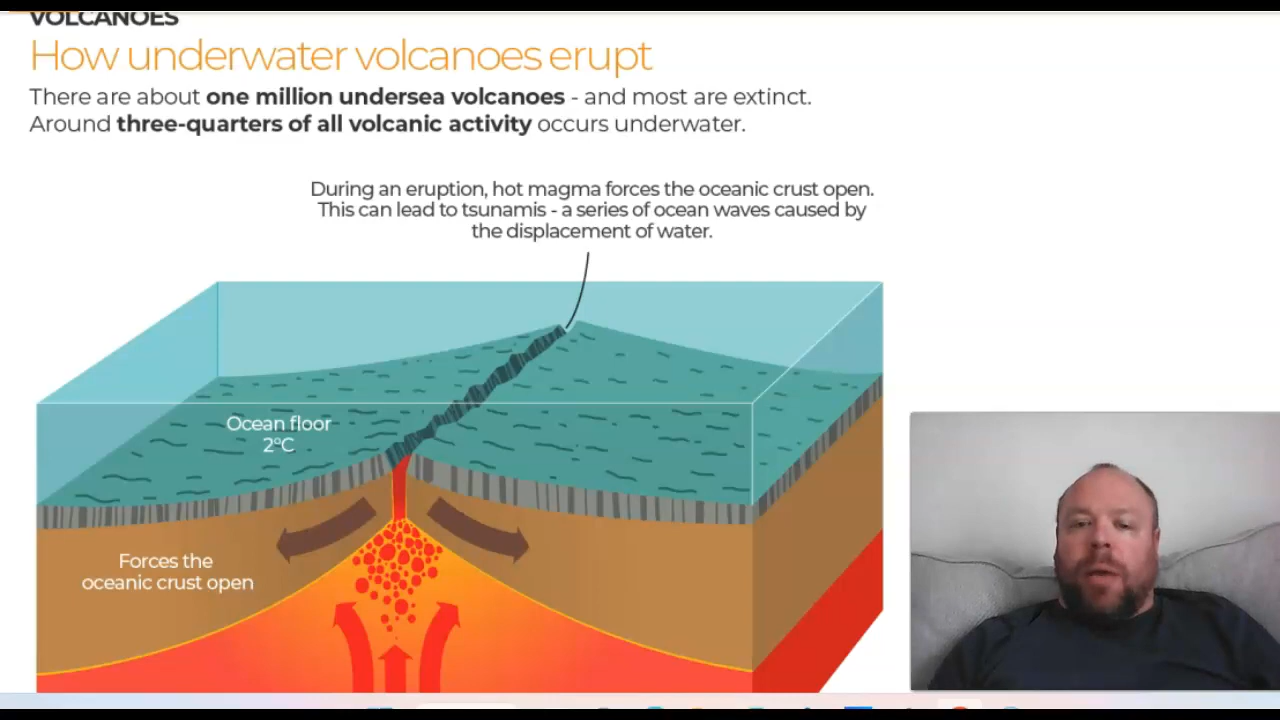 VOLCANOES
How underwater volcanoes erupt
There are about one million undersea volcanoes - and most are extinct.
Around three-quarters of all volcanic activity occurs underwater.
During an eruption, hot magma forces the oceanic crust open.
This can lead to tsunamis - a series of ocean waves caused by
the displacement of water.
Ocean floor
2°C
Forces the
oceanic crust open